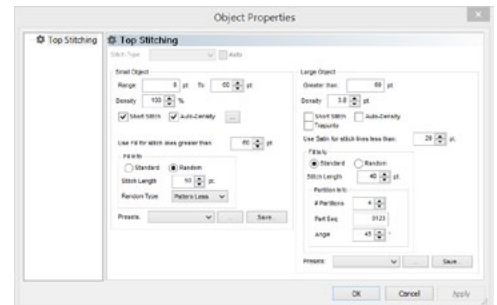 Object Properties
Top Stitching
Top Stitching
Stitch Type: Auto
Small Object
Range: 0 pt To 60 pt
Density 100 %
Short Stitch Auto-Density ...
Use Fill for stitch lines greater than: 60 pt
Fill Info
Standard Random
Stitch Length 50 pt.
Random Type Pattern Less
Presets: ... Save...
Large Object
Greater than: 60 pt
Density 3.8 pt
Short Stitch Auto-Density
Trapunto
Use Satin for stitch lines less than: 20 pt.
Fill Info
Standard Random
Stitch Length 40 pt.
Partition Info
# Partitions 4
Part Seq 0123
Angle 45 °
Presets: ... Save...
OK Cancel Apply